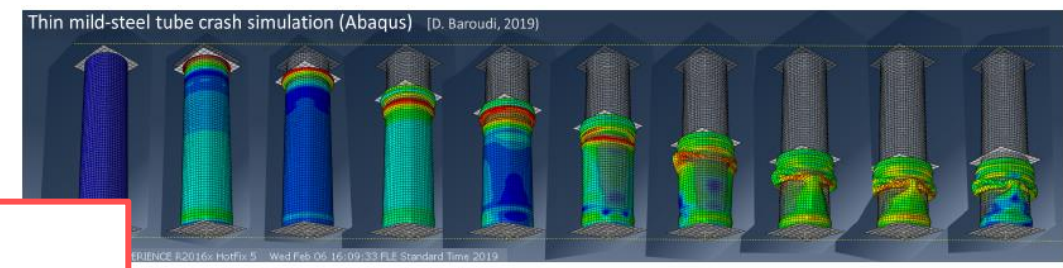 Thin mild-steel tube crash simulation (Abaqus) [D. Baroudi, 2019]
ERIENCE R2016x HotFix 5 Wed Feb 06 16:09:33 FLE Standard Time 2019